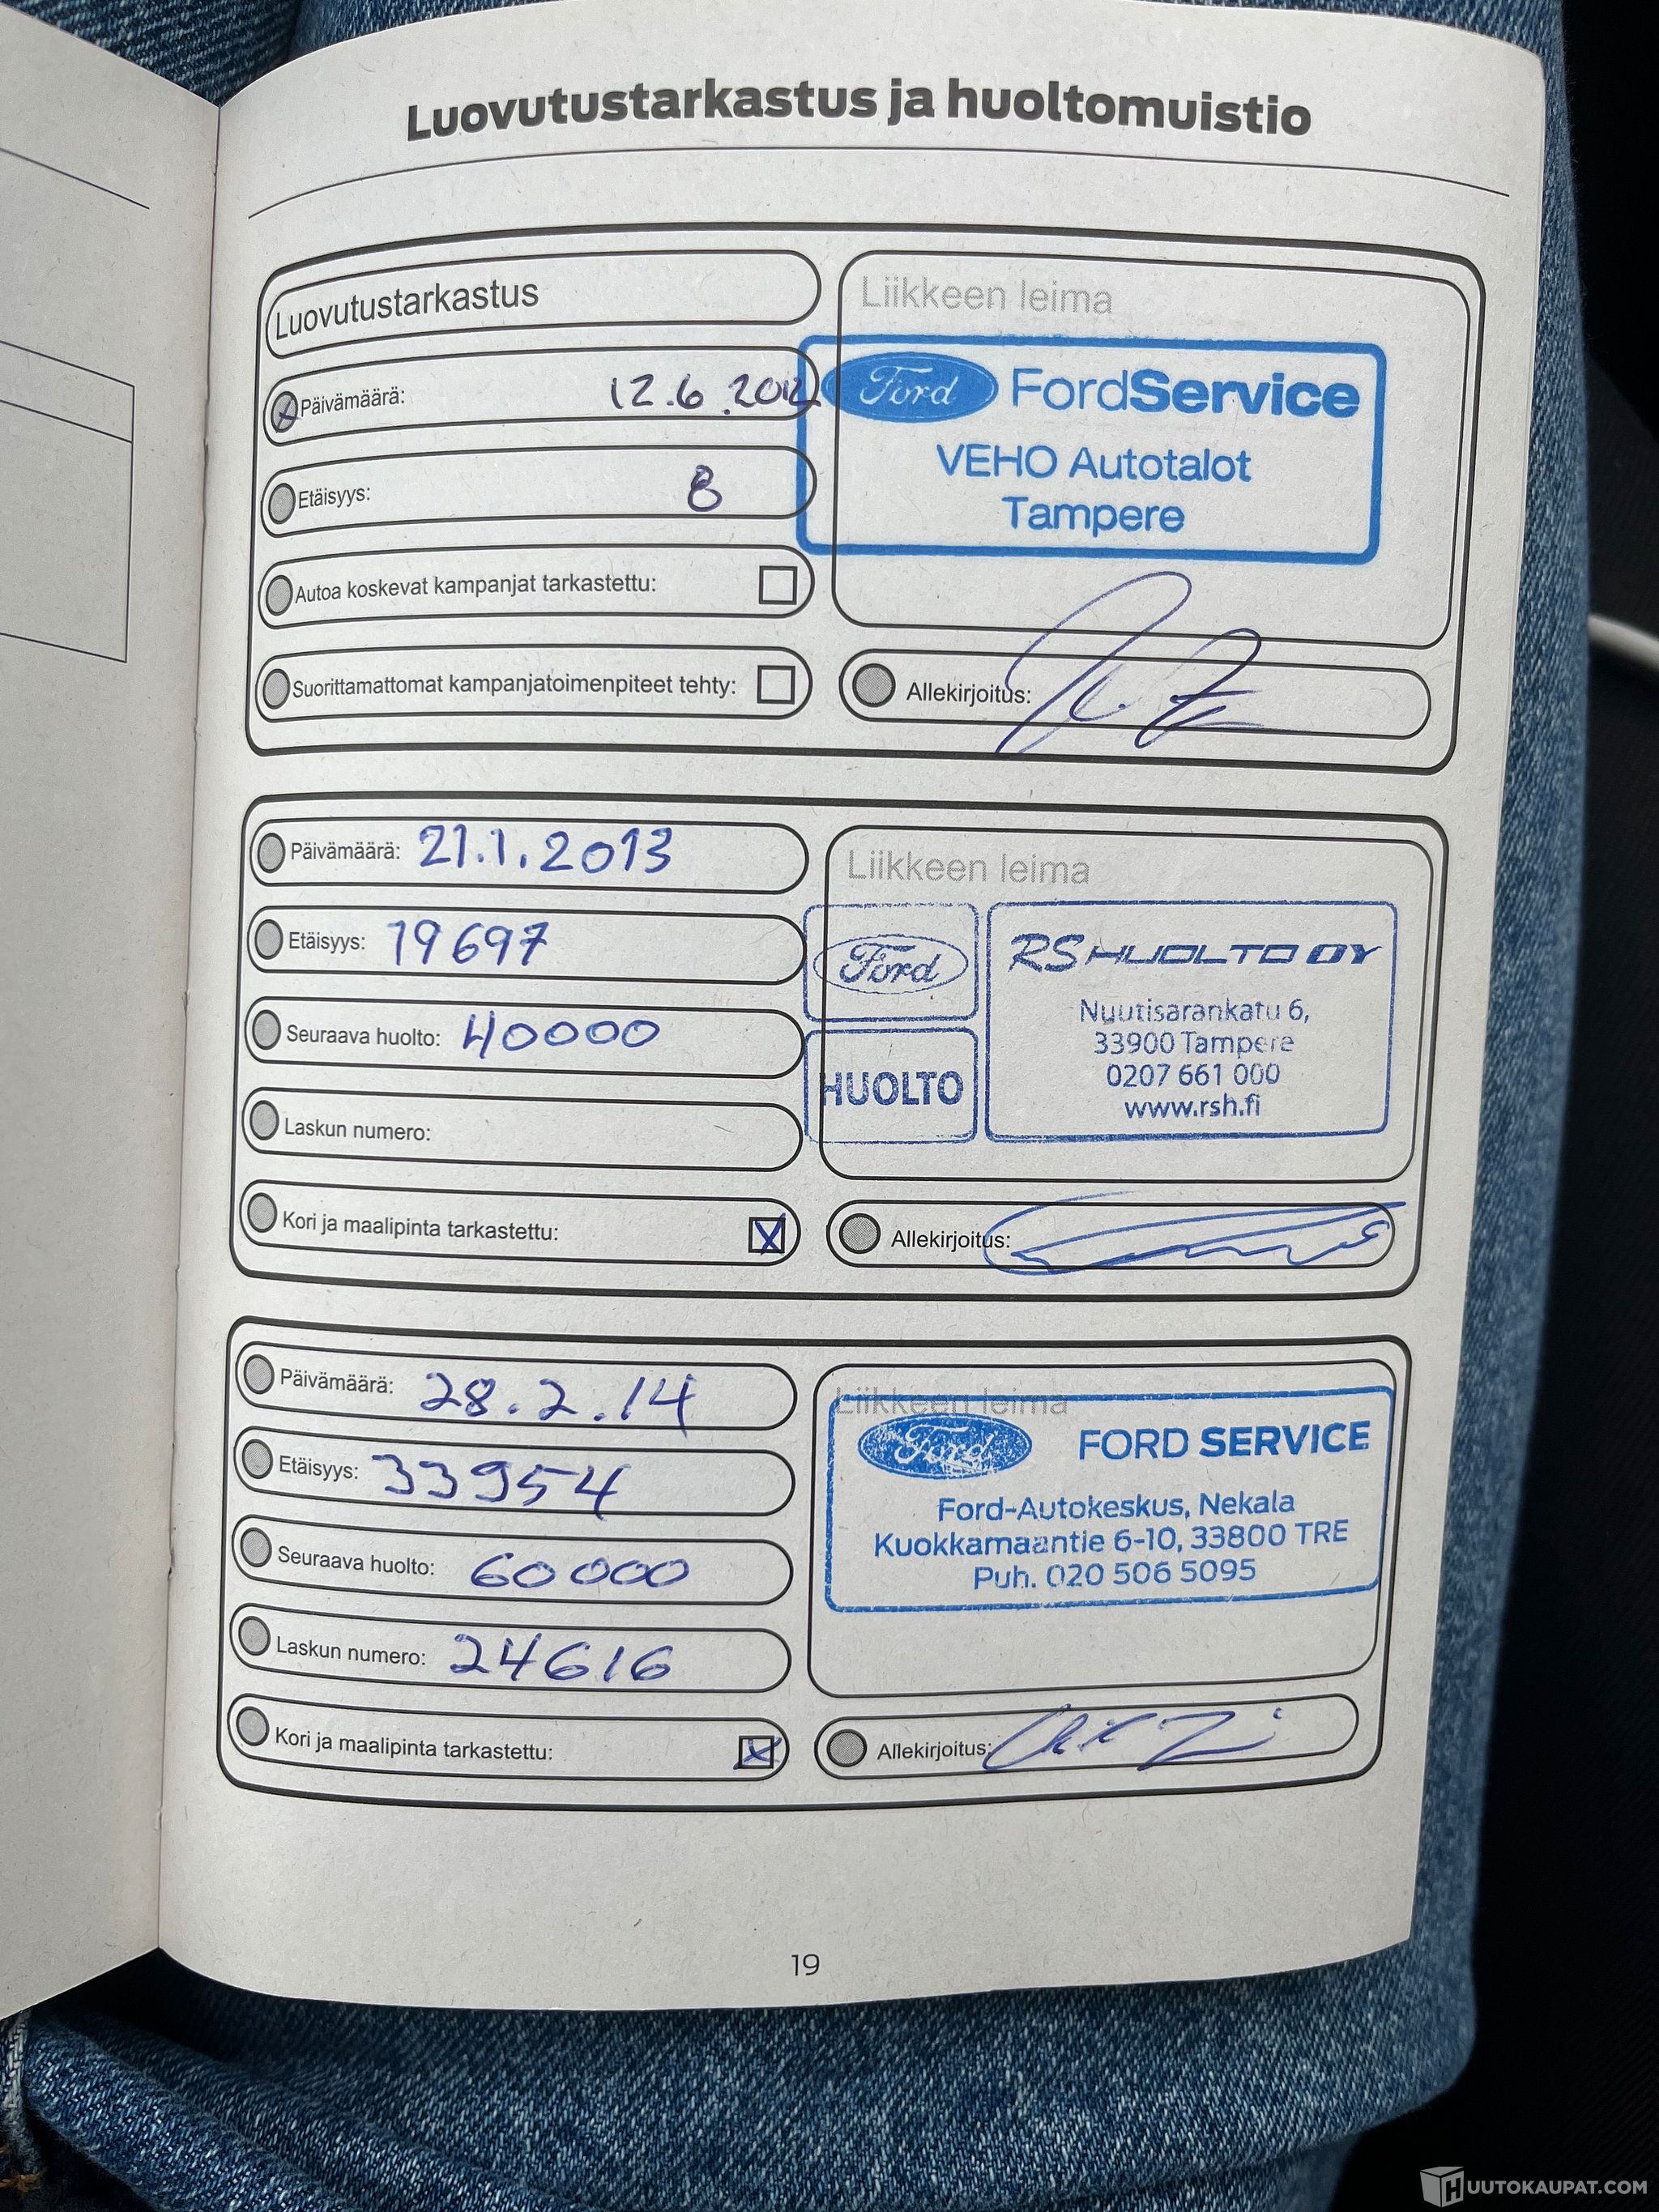 Luovutustarkastus ja huoltomuistio
Luovutustarkastus
Päivämäärä: 12.6.2012
Etäisyys: 8
Autoa koskevat kampanjat tarkastettu:
Suorittamattomat kampanjatoimenpiteet tehty:
Liikkeen leima
Ford FordService
VEHO Autotalot
Tampere
Allekirjoitus:
Päivämäärä: 21.1.2013
Etäisyys: 19697
Seuraava huolto: 40000
Laskun numero:
Kori ja maalipinta tarkastettu: X
Liikkeen leima
Ford
HUOLTO
RS HUOLTO OY
Nuutisarankatu 6,
33900 Tampere
0207 661 000
www.rsh.fi
Allekirjoitus:
Päivämäärä: 28.2.14
Etäisyys: 33954
Seuraava huolto: 60000
Laskun numero: 24616
Kori ja maalipinta tarkastettu: X
Liikkeen leima
Ford FORD SERVICE
Ford-Autokeskus, Nekala
Kuokkamaantie 6-10, 33800 TRE
Puh. 020 506 5095
Allekirjoitus:
19
HUUTOKAUPAT.COM